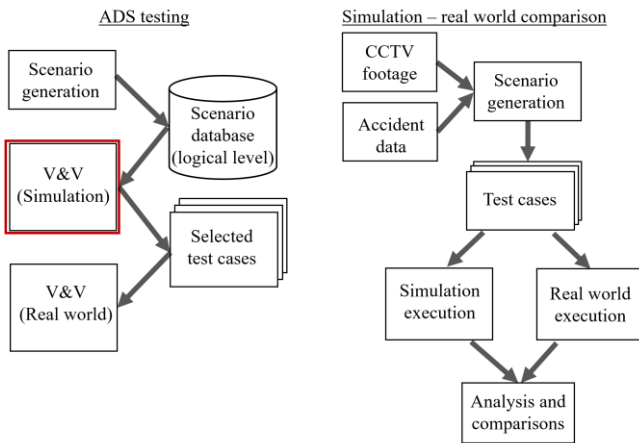 ADS testing
Scenario
generation
Scenario
database
(logical level)
V&V
(Simulation)
Selected
test cases
V&V
(Real world)
Simulation – real world comparison
CCTV
footage
Scenario
generation
Accident
data
Test cases
Simulation
execution
Real world
execution
Analysis and
comparisons